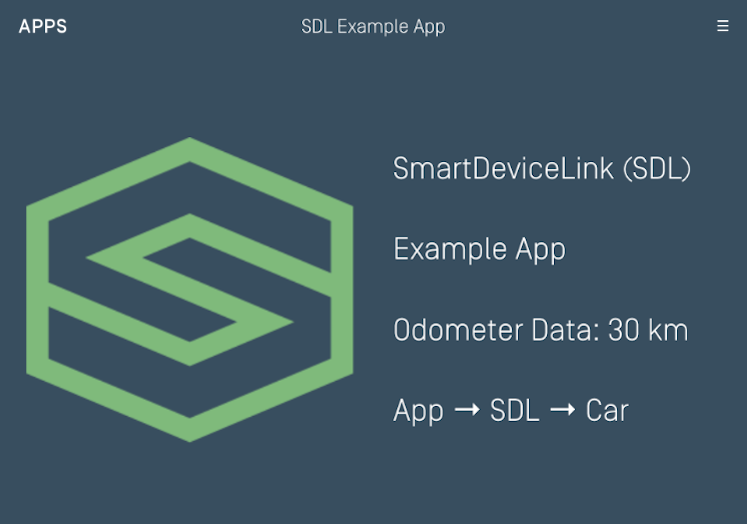 APPS
SDL Example App
☰
SmartDeviceLink (SDL)
Example App
Odometer Data: 30 km
App → SDL → Car